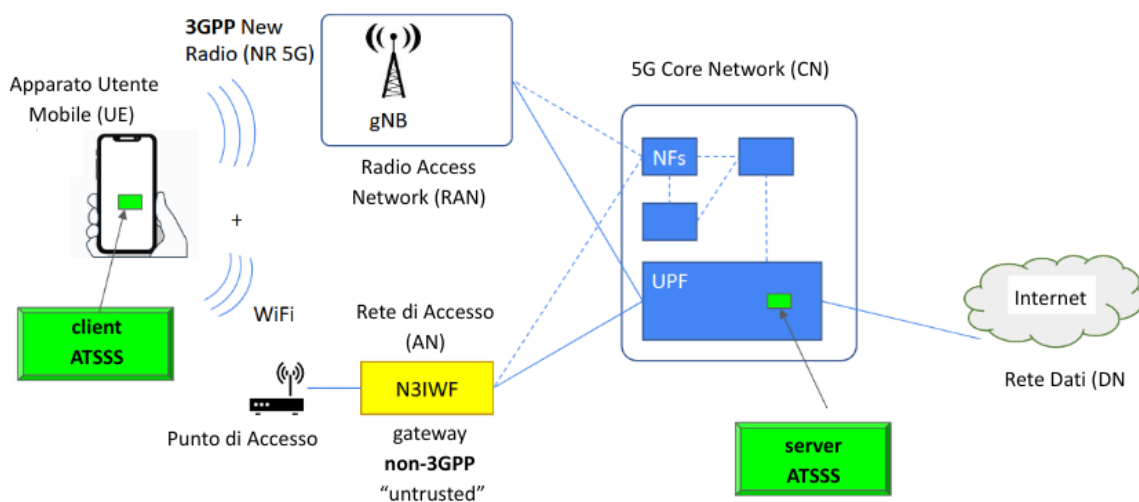 3GPP New
Radio (NR 5G)
Apparato Utente
Mobile (UE)
gNB
Radio Access
Network (RAN)
5G Core Network (CN)
NFs
UPF
+
WiFi
client
ATSSS
Rete di Accesso
(AN)
N3IWF
Punto di Accesso
gateway
non-3GPP
“untrusted”
Internet
Rete Dati (DN
server
ATSSS